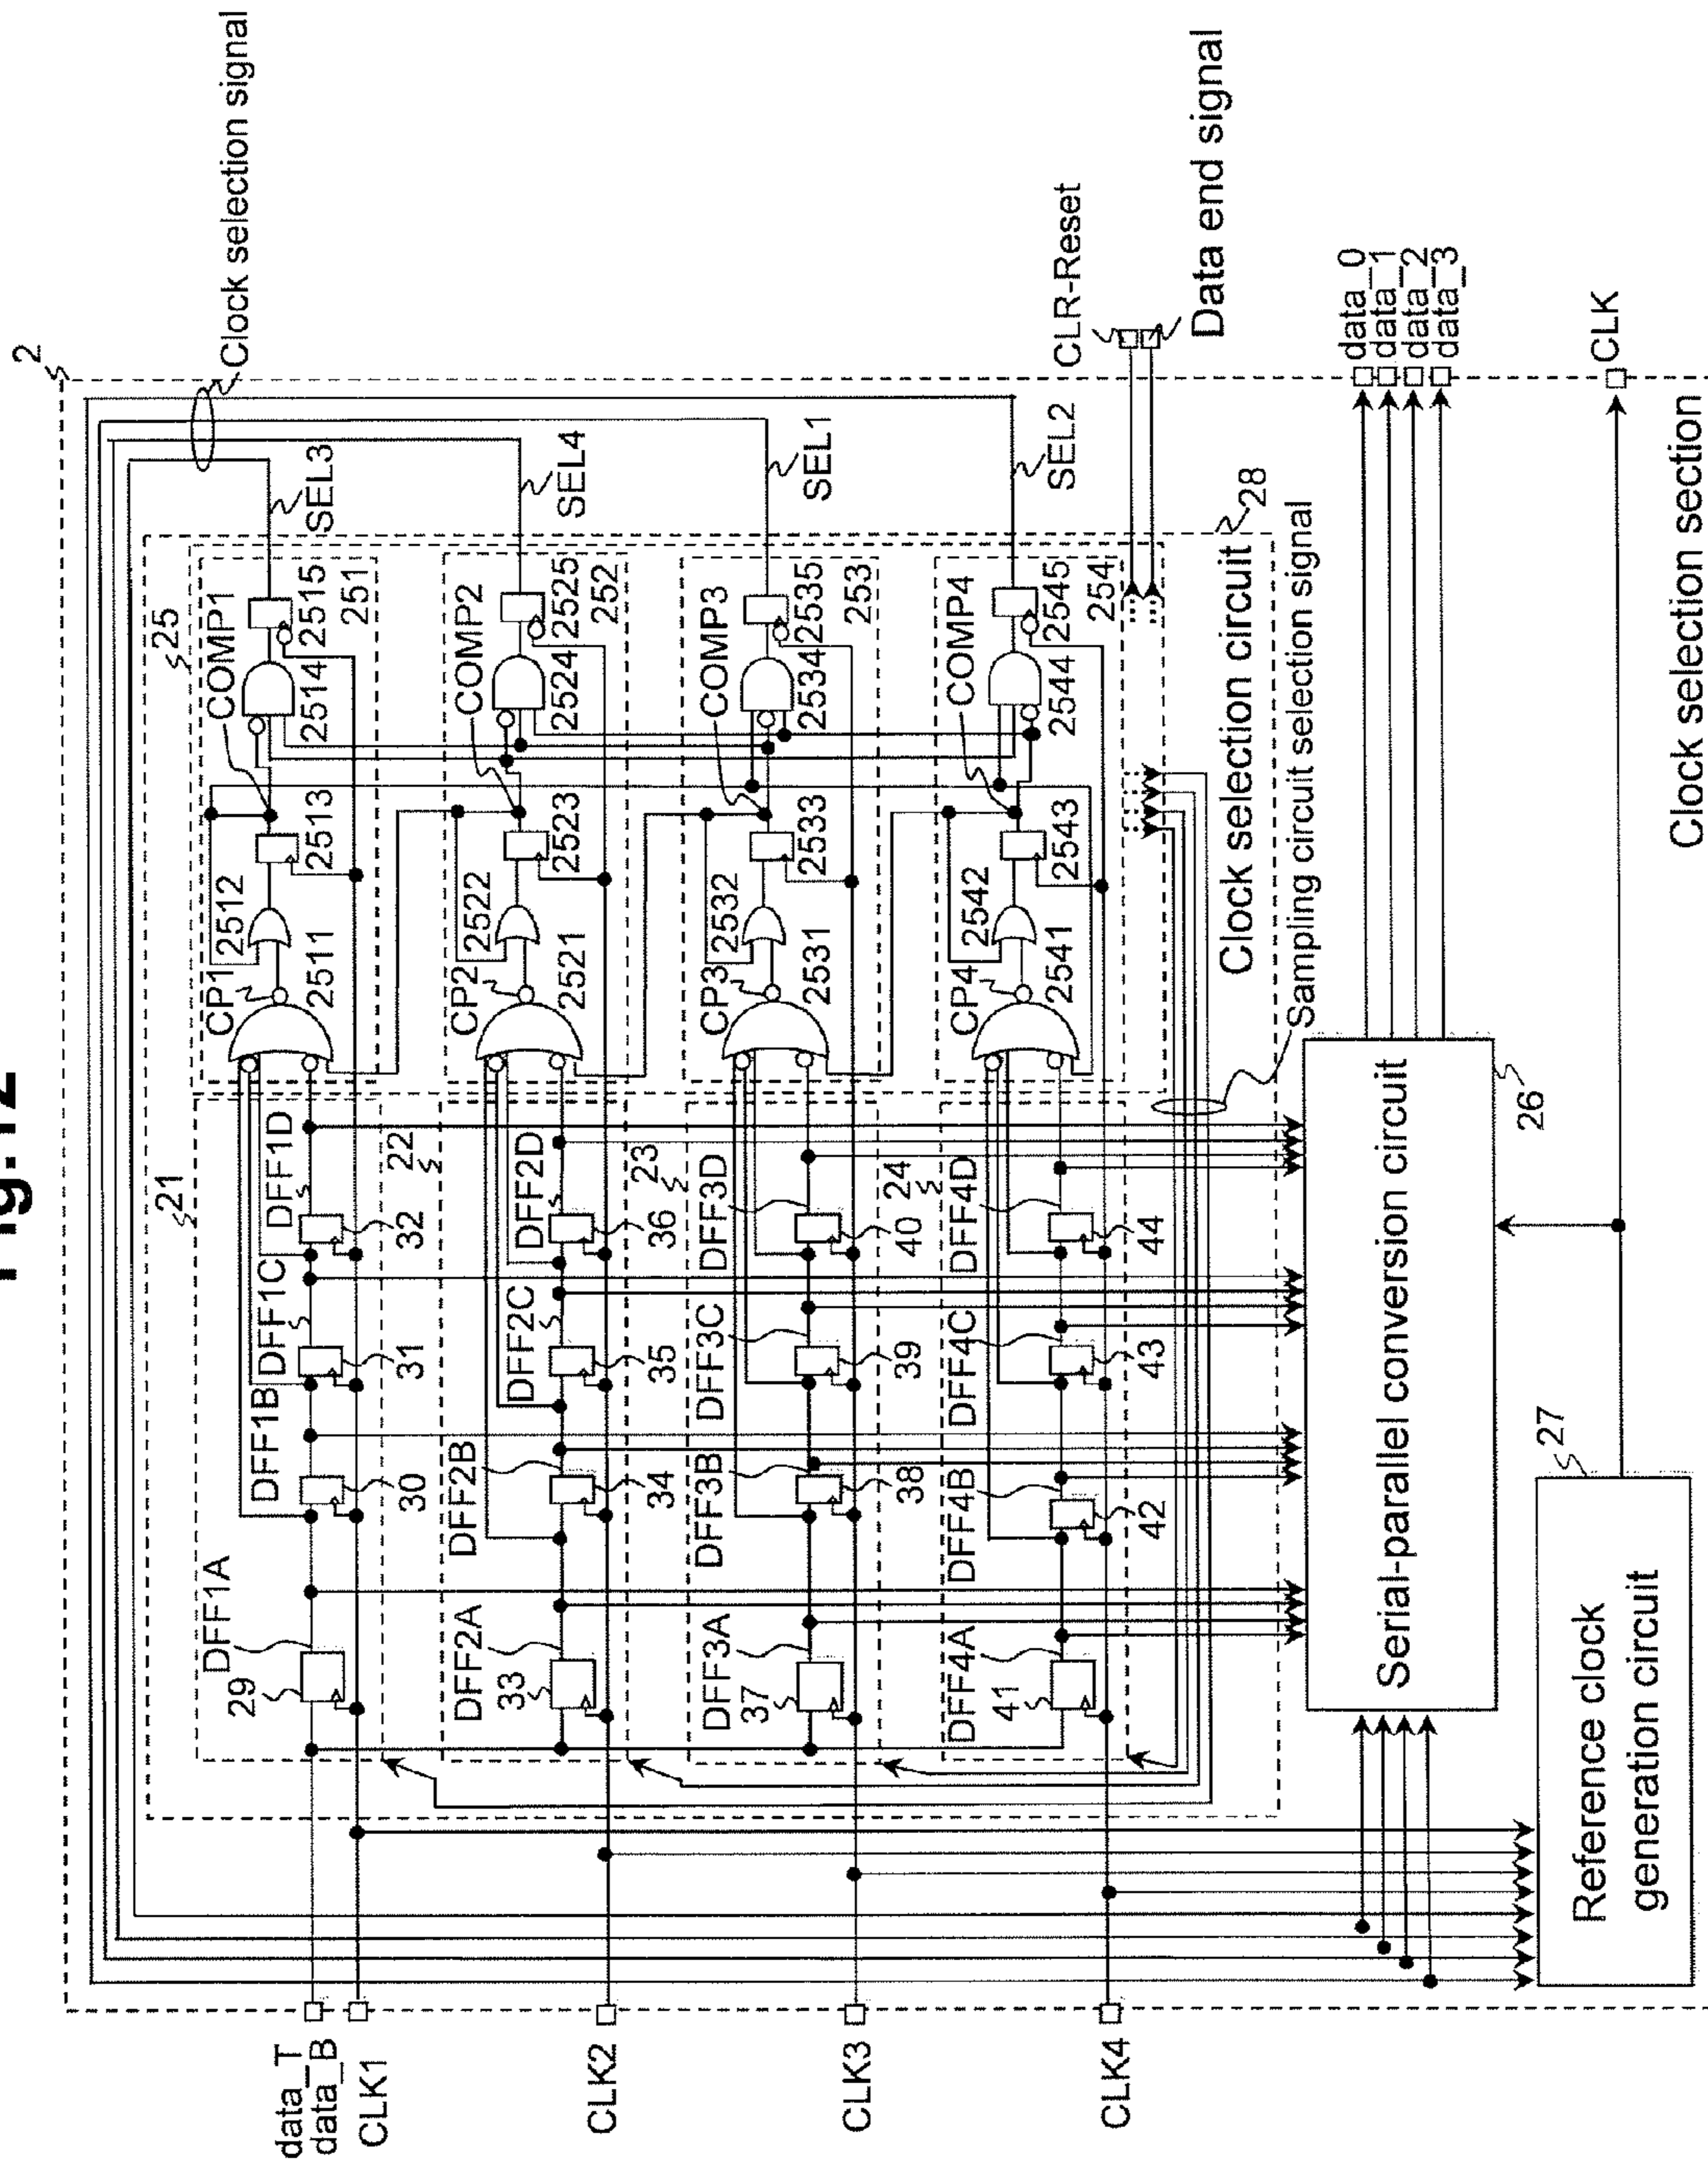 Fig.12
2
Clock selection signal
21
25
SEL3
DFF1A
DFF1B
DFF1C
DFF1D
CP1
2512
COMP1
29
30
31
32
22
2511
2513
2514
2515
251
data_T
data_B
CLK1
SEL4
DFF2A
DFF2B
DFF2C
DFF2D
CP2
2522
COMP2
33
34
35
36
23
2521
2523
2524
2525
252
CLK2
SEL1
DFF3A
DFF3B
DFF3C
DFF3D
CP3
2532
COMP3
37
38
39
40
24
2531
2533
2534
2535
253
CLK3
SEL2
DFF4A
DFF4B
DFF4C
DFF4D
CP4
2542
COMP4
41
42
43
44
2541
2543
2544
2545
254
CLK4
CLR-Reset
Data end signal
Clock selection circuit
28
Sampling circuit selection signal
Serial-parallel conversion circuit
26
data_0
data_1
data_2
data_3
27
Reference clock
generation circuit
CLK
Clock selection section